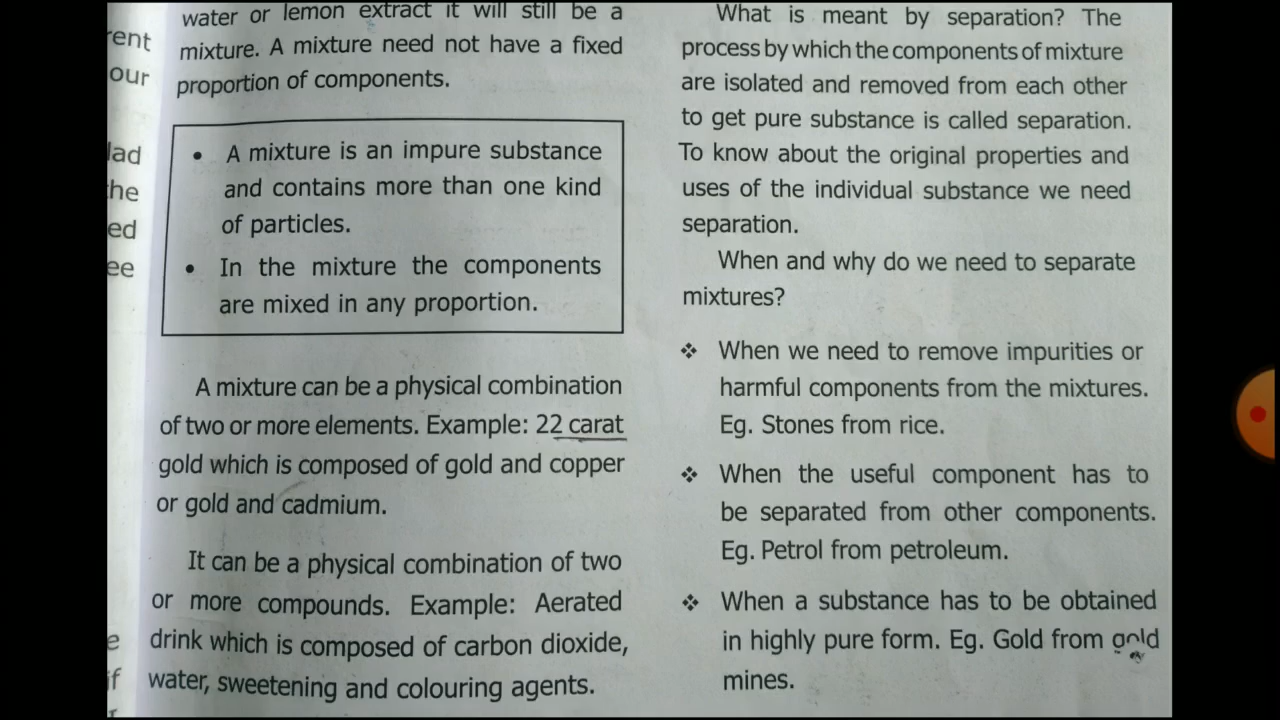 rent
our
lad
the
ed
ee
e
if
water or lemon extract it will still be a
mixture. A mixture need not have a fixed
proportion of components.
• A mixture is an impure substance
and contains more than one kind
of particles.
• In the mixture the components
are mixed in any proportion.
A mixture can be a physical combination
of two or more elements. Example: 22 carat
gold which is composed of gold and copper
or gold and cadmium.
It can be a physical combination of two
or more compounds. Example: Aerated
drink which is composed of carbon dioxide,
water, sweetening and colouring agents.
What is meant by separation? The
process by which the components of mixture
are isolated and removed from each other
to get pure substance is called separation.
To know about the original properties and
uses of the individual substance we need
separation.
When and why do we need to separate
mixtures?
❖ When we need to remove impurities or
harmful components from the mixtures.
Eg. Stones from rice.
❖ When the useful component has to
be separated from other components.
Eg. Petrol from petroleum.
❖ When a substance has to be obtained
in highly pure form. Eg. Gold from gold
mines.